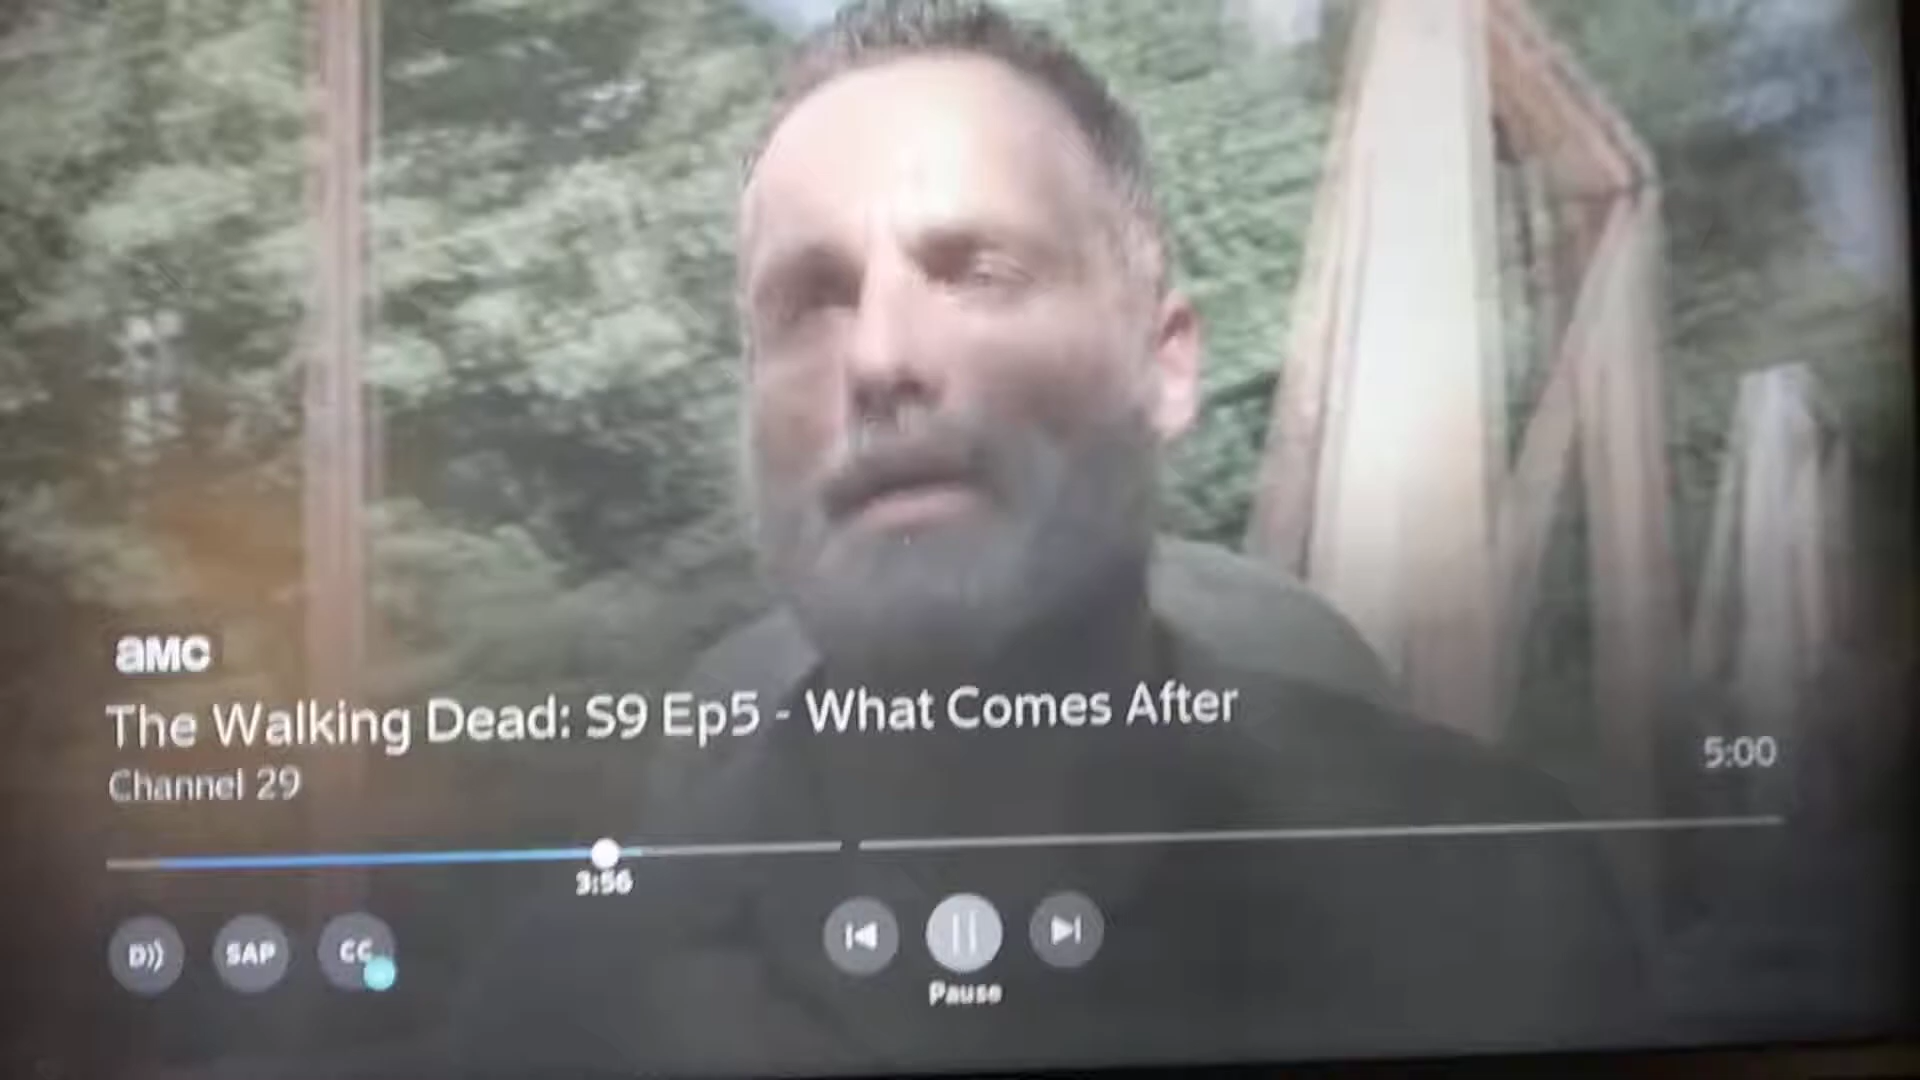 aMC
The Walking Dead: S9 Ep5 - What Comes After
Channel 29
5:00
3:56
D))
SAP
CC
Pause